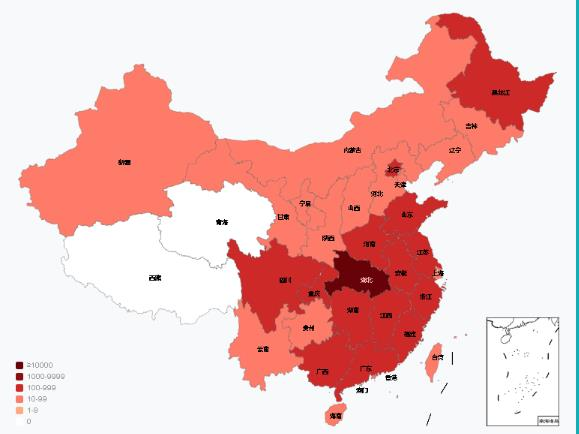 黑龙江
吉林
新疆
内蒙古
辽宁
北京
天津
河北
宁夏
山西
青海
甘肃
山东
陕西
河南
江苏
西藏
四川
湖北
安徽
上海
重庆
浙江
湖南
江西
贵州
福建
云南
台湾
广西
广东
香港
澳门
海南
南海诸岛
≥10000
1000-9999
100-999
10-99
1-9
0